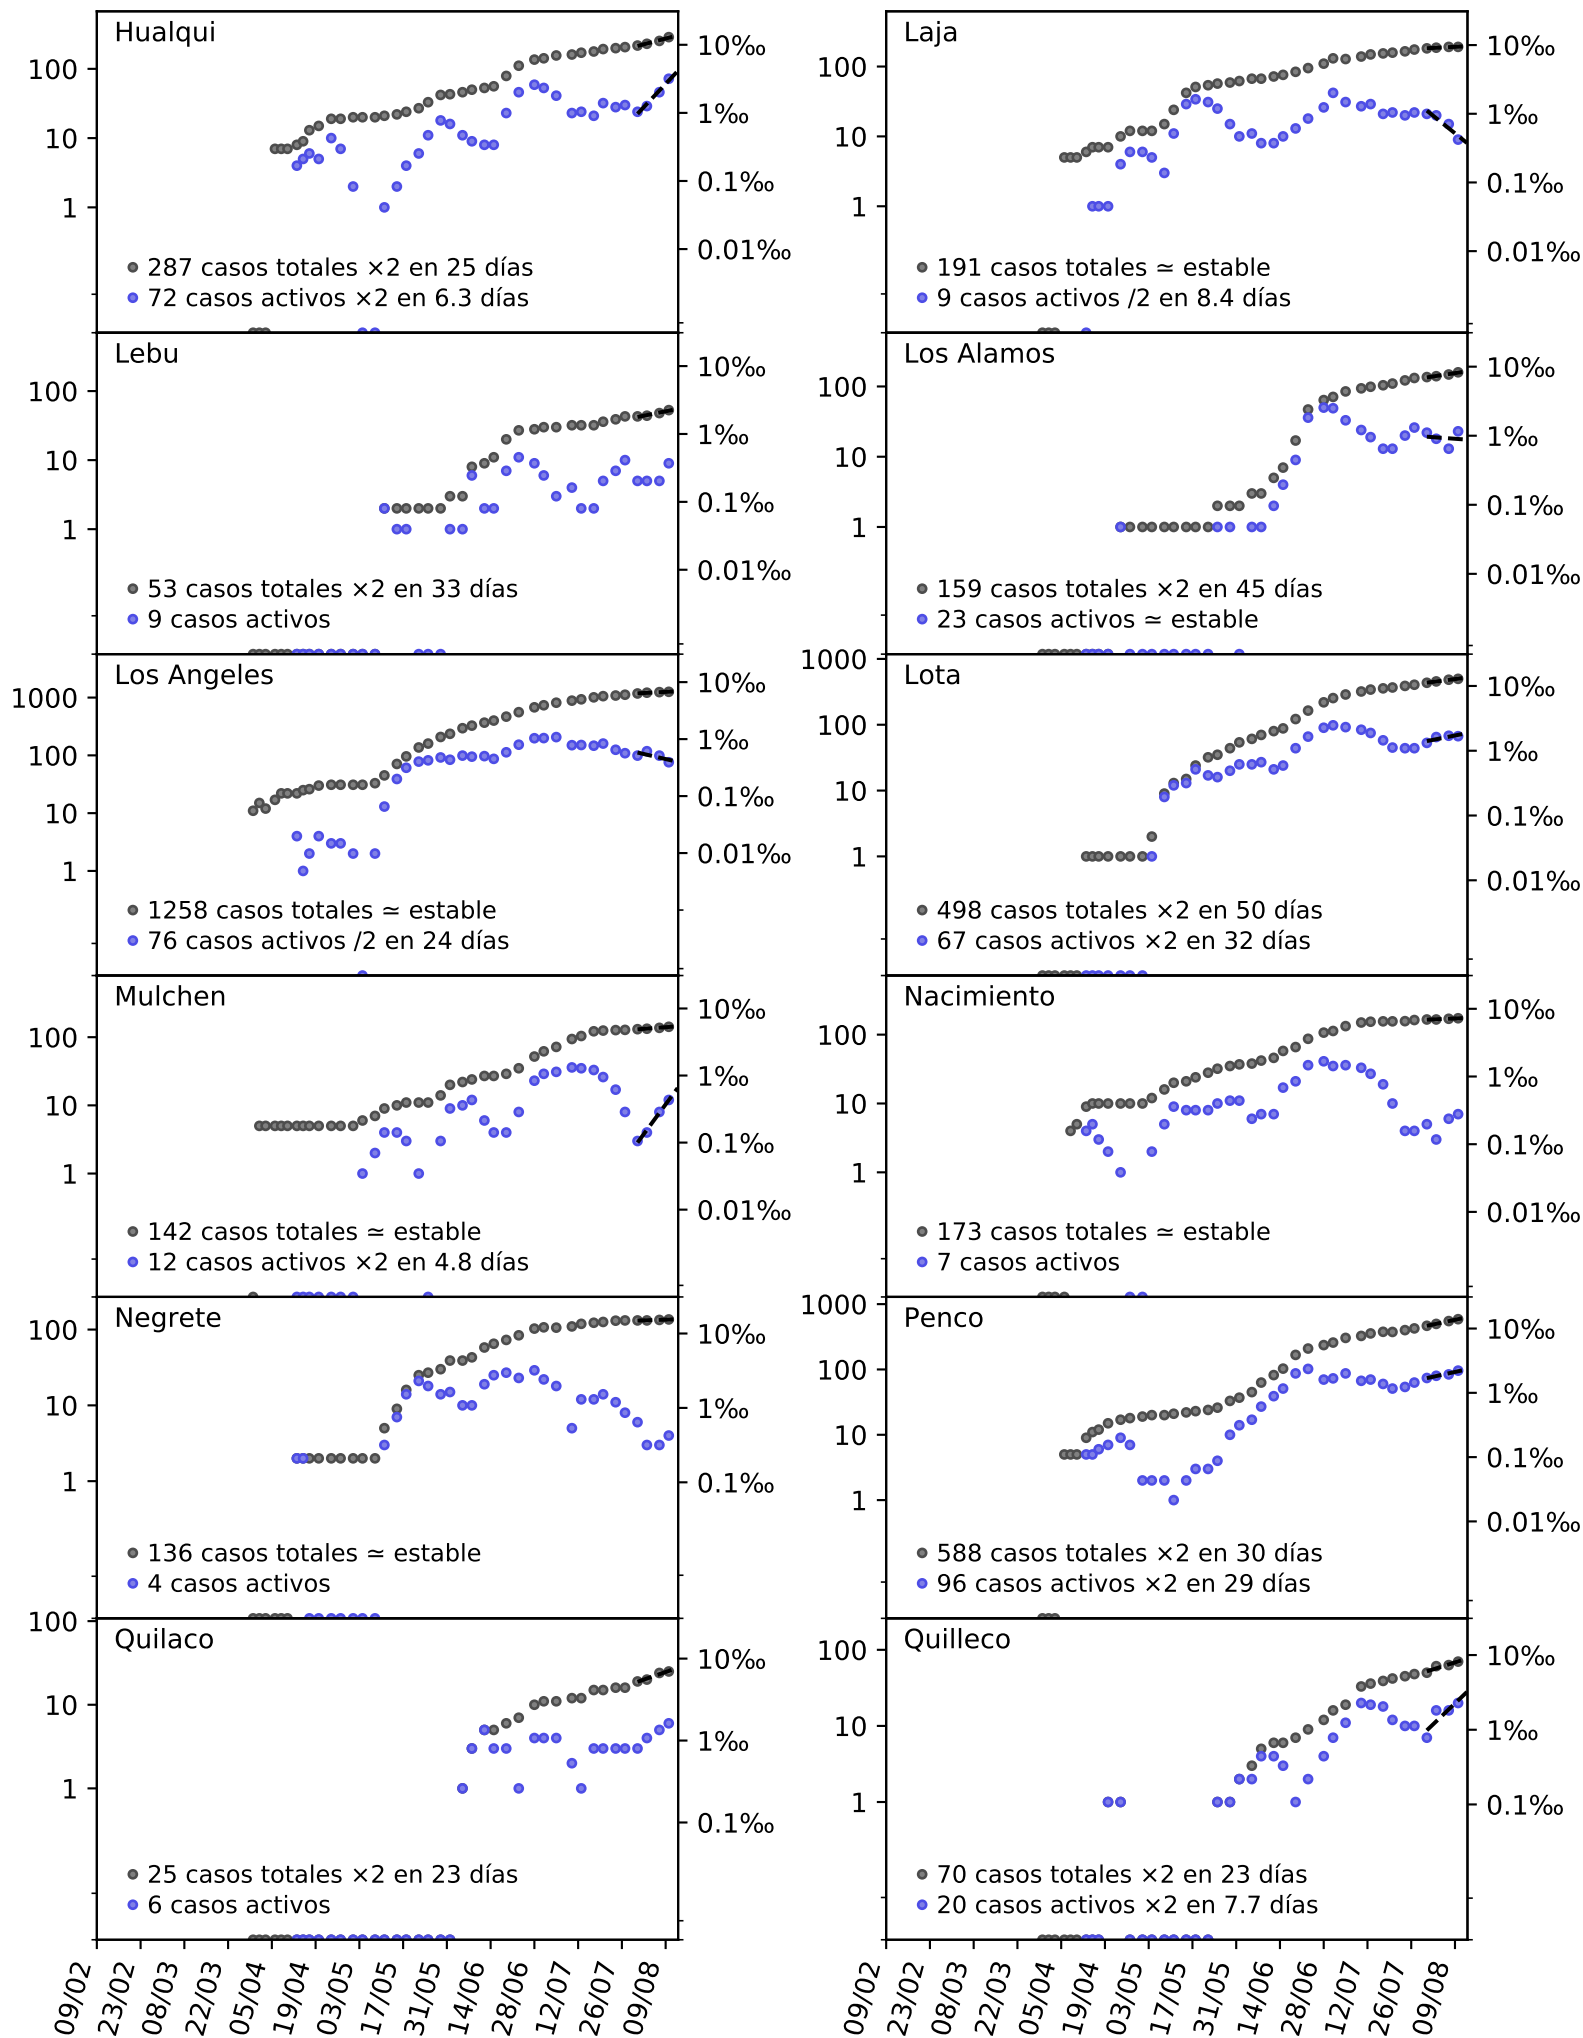 Hualqui
100
10
1
10‰
1‰
0.1‰
0.01‰
287 casos totales ×2 en 25 días
72 casos activos ×2 en 6.3 días
Laja
100
10
1
10‰
1‰
0.1‰
0.01‰
191 casos totales ≃ estable
9 casos activos /2 en 8.4 días
Lebu
100
10
1
10‰
1‰
0.1‰
0.01‰
53 casos totales ×2 en 33 días
9 casos activos
Los Alamos
100
10
1
10‰
1‰
0.1‰
0.01‰
159 casos totales ×2 en 45 días
23 casos activos ≃ estable
Los Angeles
1000
100
10
1
10‰
1‰
0.1‰
0.01‰
1258 casos totales ≃ estable
76 casos activos /2 en 24 días
Lota
1000
100
10
1
10‰
1‰
0.1‰
0.01‰
498 casos totales ×2 en 50 días
67 casos activos ×2 en 32 días
Mulchen
100
10
1
10‰
1‰
0.1‰
0.01‰
142 casos totales ≃ estable
12 casos activos ×2 en 4.8 días
Nacimiento
100
10
1
10‰
1‰
0.1‰
0.01‰
173 casos totales ≃ estable
7 casos activos
Negrete
100
10
1
10‰
1‰
0.1‰
136 casos totales ≃ estable
4 casos activos
Penco
1000
100
10
1
10‰
1‰
0.1‰
0.01‰
588 casos totales ×2 en 30 días
96 casos activos ×2 en 29 días
Quilaco
100
10
1
10‰
1‰
0.1‰
25 casos totales ×2 en 23 días
6 casos activos
Quilleco
100
10
1
10‰
1‰
0.1‰
70 casos totales ×2 en 23 días
20 casos activos ×2 en 7.7 días
09/02 23/02 08/03 22/03 05/04 19/04 03/05 17/05 31/05 14/06 28/06 12/07 26/07 09/08
09/02 23/02 08/03 22/03 05/04 19/04 03/05 17/05 31/05 14/06 28/06 12/07 26/07 09/08